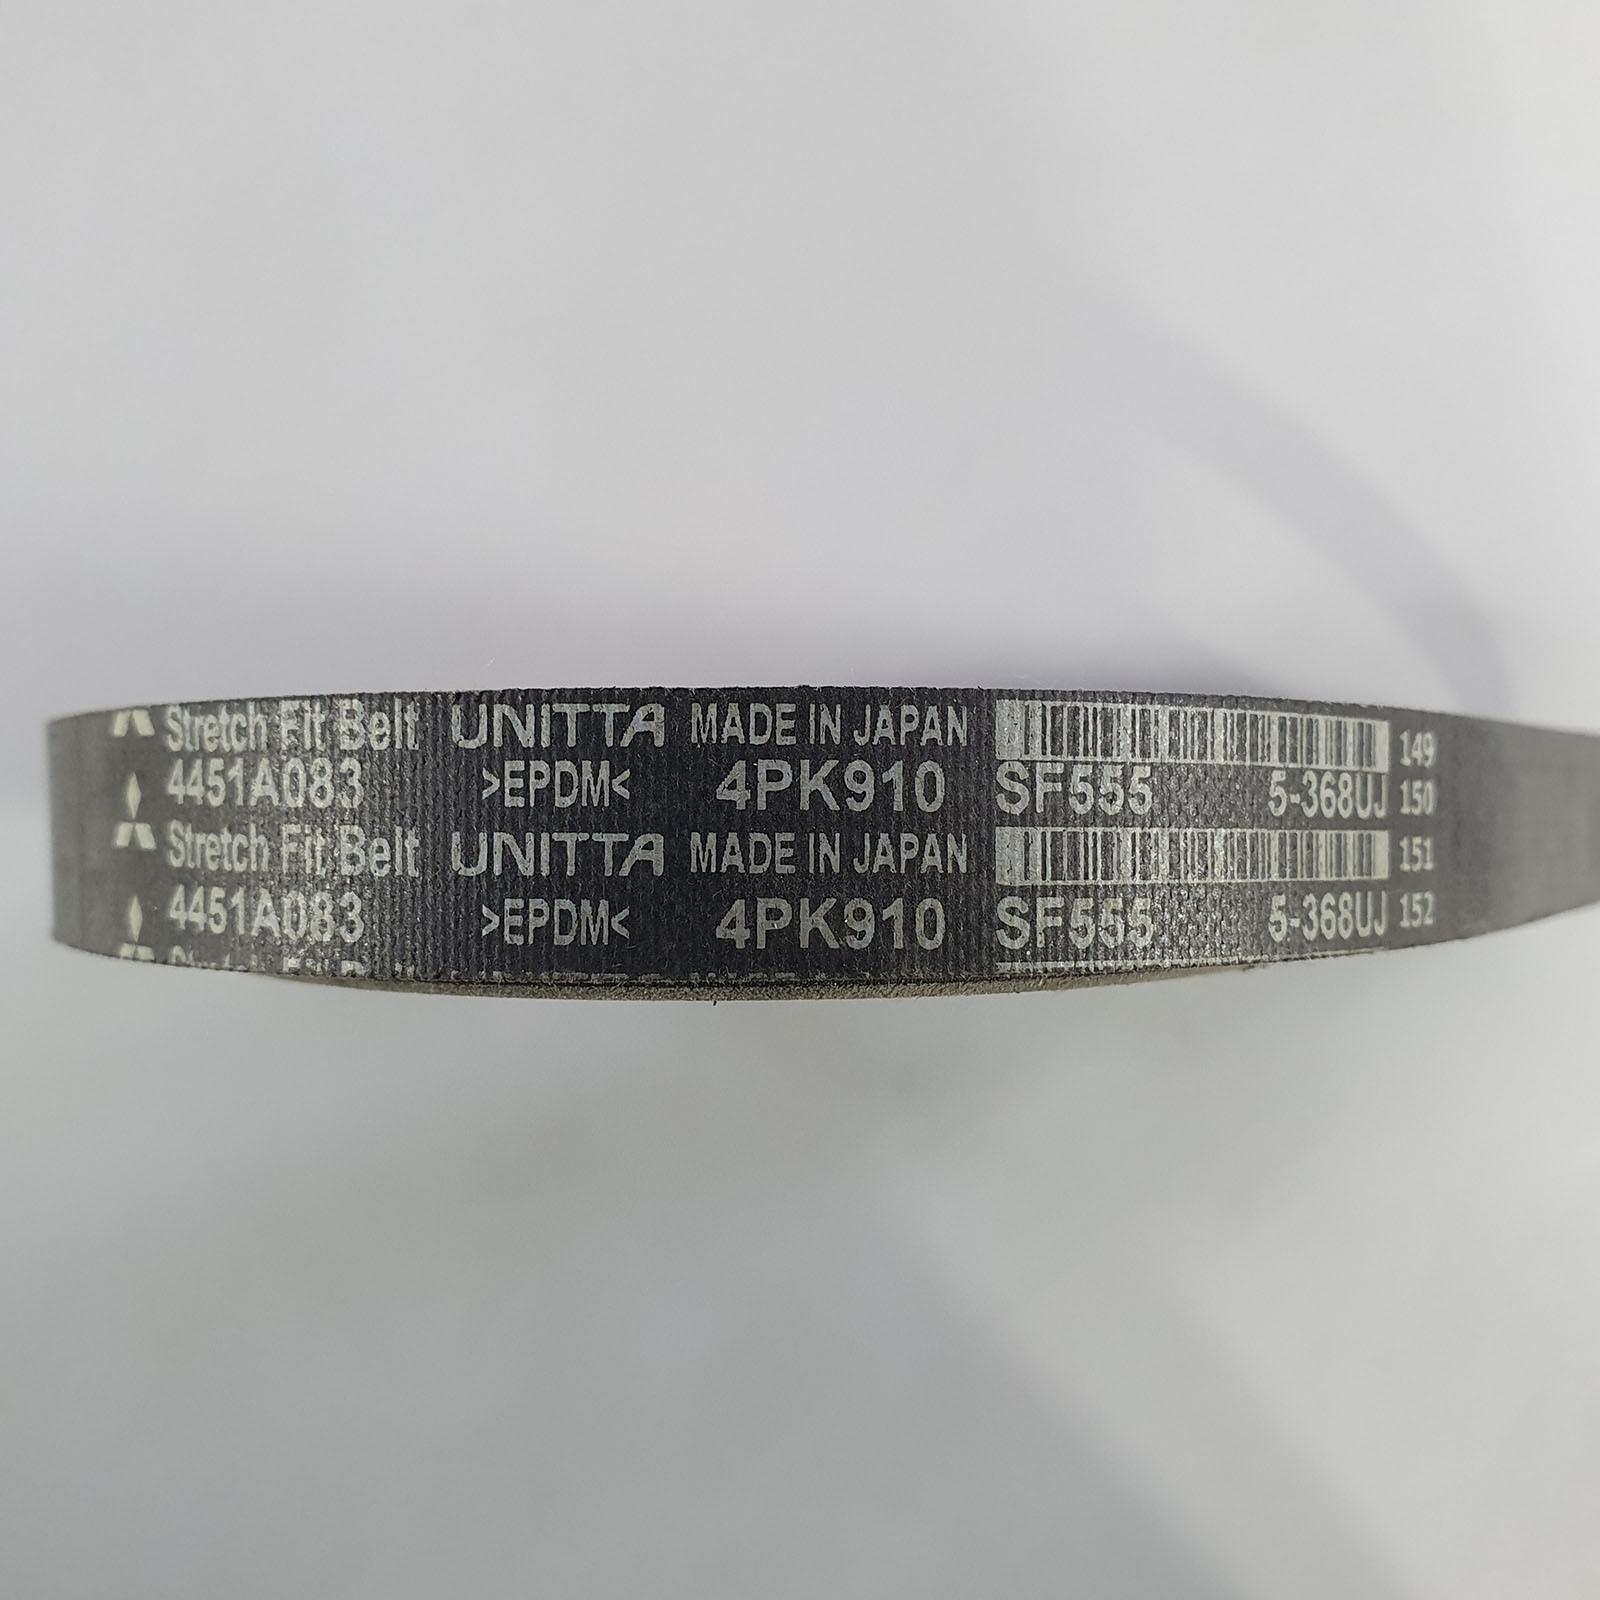 Stretch Fit Belt UNITTA MADE IN JAPAN 149
4451A083 >EPDM< 4PK910 SF555 5-368UJ 150
Stretch Fit Belt UNITTA MADE IN JAPAN 151
4451A083 >EPDM< 4PK910 SF555 5-368UJ 152